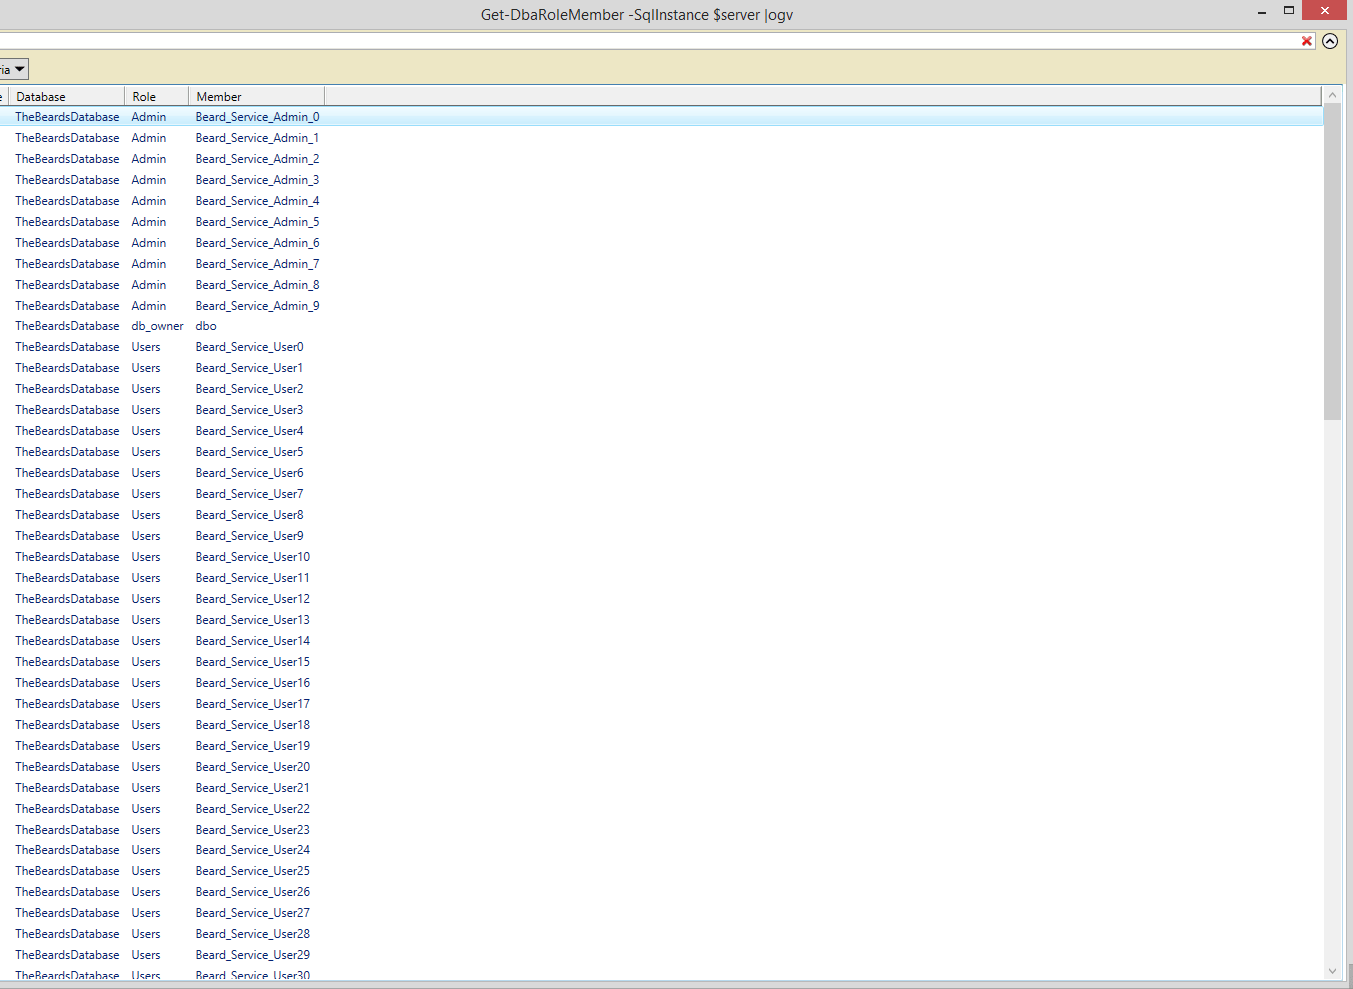 Get-DbaRoleMember -SqlInstance $server |ogv
ria
e Database Role Member
TheBeardsDatabase Admin Beard_Service_Admin_0
TheBeardsDatabase Admin Beard_Service_Admin_1
TheBeardsDatabase Admin Beard_Service_Admin_2
TheBeardsDatabase Admin Beard_Service_Admin_3
TheBeardsDatabase Admin Beard_Service_Admin_4
TheBeardsDatabase Admin Beard_Service_Admin_5
TheBeardsDatabase Admin Beard_Service_Admin_6
TheBeardsDatabase Admin Beard_Service_Admin_7
TheBeardsDatabase Admin Beard_Service_Admin_8
TheBeardsDatabase Admin Beard_Service_Admin_9
TheBeardsDatabase db_owner dbo
TheBeardsDatabase Users Beard_Service_User0
TheBeardsDatabase Users Beard_Service_User1
TheBeardsDatabase Users Beard_Service_User2
TheBeardsDatabase Users Beard_Service_User3
TheBeardsDatabase Users Beard_Service_User4
TheBeardsDatabase Users Beard_Service_User5
TheBeardsDatabase Users Beard_Service_User6
TheBeardsDatabase Users Beard_Service_User7
TheBeardsDatabase Users Beard_Service_User8
TheBeardsDatabase Users Beard_Service_User9
TheBeardsDatabase Users Beard_Service_User10
TheBeardsDatabase Users Beard_Service_User11
TheBeardsDatabase Users Beard_Service_User12
TheBeardsDatabase Users Beard_Service_User13
TheBeardsDatabase Users Beard_Service_User14
TheBeardsDatabase Users Beard_Service_User15
TheBeardsDatabase Users Beard_Service_User16
TheBeardsDatabase Users Beard_Service_User17
TheBeardsDatabase Users Beard_Service_User18
TheBeardsDatabase Users Beard_Service_User19
TheBeardsDatabase Users Beard_Service_User20
TheBeardsDatabase Users Beard_Service_User21
TheBeardsDatabase Users Beard_Service_User22
TheBeardsDatabase Users Beard_Service_User23
TheBeardsDatabase Users Beard_Service_User24
TheBeardsDatabase Users Beard_Service_User25
TheBeardsDatabase Users Beard_Service_User26
TheBeardsDatabase Users Beard_Service_User27
TheBeardsDatabase Users Beard_Service_User28
TheBeardsDatabase Users Beard_Service_User29
TheBeardsDatabase Users Beard_Service_User30